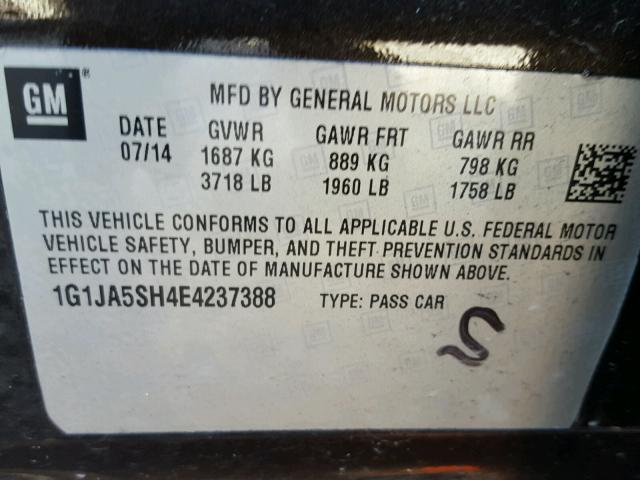 GM®
MFD BY GENERAL MOTORS LLC
DATE GVWR GAWR FRT GAWR RR
07/14 1687 KG 889 KG 798 KG
3718 LB 1960 LB 1758 LB
THIS VEHICLE CONFORMS TO ALL APPLICABLE U.S. FEDERAL MOTOR
VEHICLE SAFETY, BUMPER, AND THEFT PREVENTION STANDARDS IN
EFFECT ON THE DATE OF MANUFACTURE SHOWN ABOVE.
1G1JA5SH4E4237388 TYPE: PASS CAR